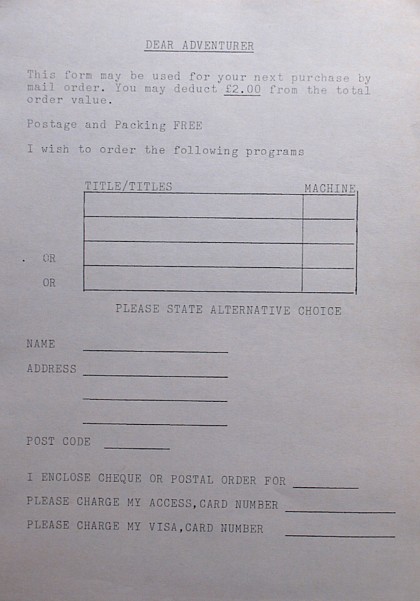 DEAR ADVENTURER
This form may be used for your next purchase by
mail order. You may deduct £2.00 from the total
order value.
Postage and Packing FREE
I wish to order the following programs
TITLE/TITLES MACHINE
OR
OR
PLEASE STATE ALTERNATIVE CHOICE
NAME
ADDRESS
POST CODE
I ENCLOSE CHEQUE OR POSTAL ORDER FOR
PLEASE CHARGE MY ACCESS,CARD NUMBER
PLEASE CHARGE MY VISA,CARD NUMBER